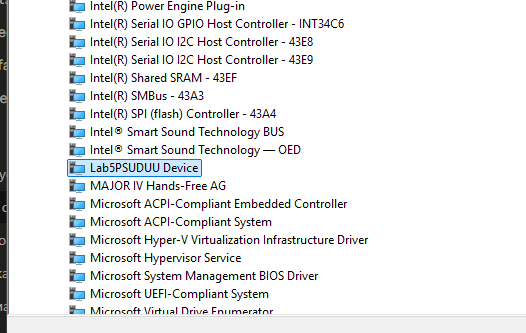 Intel(R) Power Engine Plug-in
Intel(R) Serial IO GPIO Host Controller - INT34C6
Intel(R) Serial IO I2C Host Controller - 43E8
Intel(R) Serial IO I2C Host Controller - 43E9
Intel(R) Shared SRAM - 43EF
Intel(R) SMBus - 43A3
Intel(R) SPI (flash) Controller - 43A4
Intel® Smart Sound Technology BUS
Intel® Smart Sound Technology — OED
Lab5PSUDUU Device
MAJOR IV Hands-Free AG
Microsoft ACPI-Compliant Embedded Controller
Microsoft ACPI-Compliant System
Microsoft Hyper-V Virtualization Infrastructure Driver
Microsoft Hypervisor Service
Microsoft System Management BIOS Driver
Microsoft UEFI-Compliant System
Microsoft Virtual Drive Enumerator